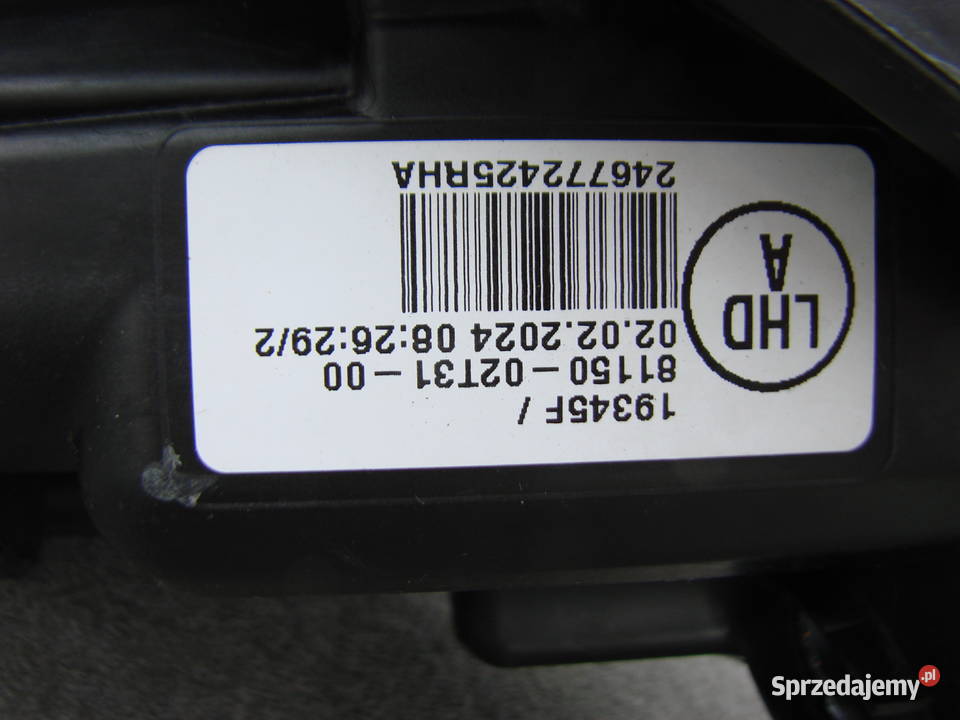 19345F /
81150-02T31-00
02.02.2024 08:26:29/2
LHD
A
246772425RHA
Sprzedajemy.pl